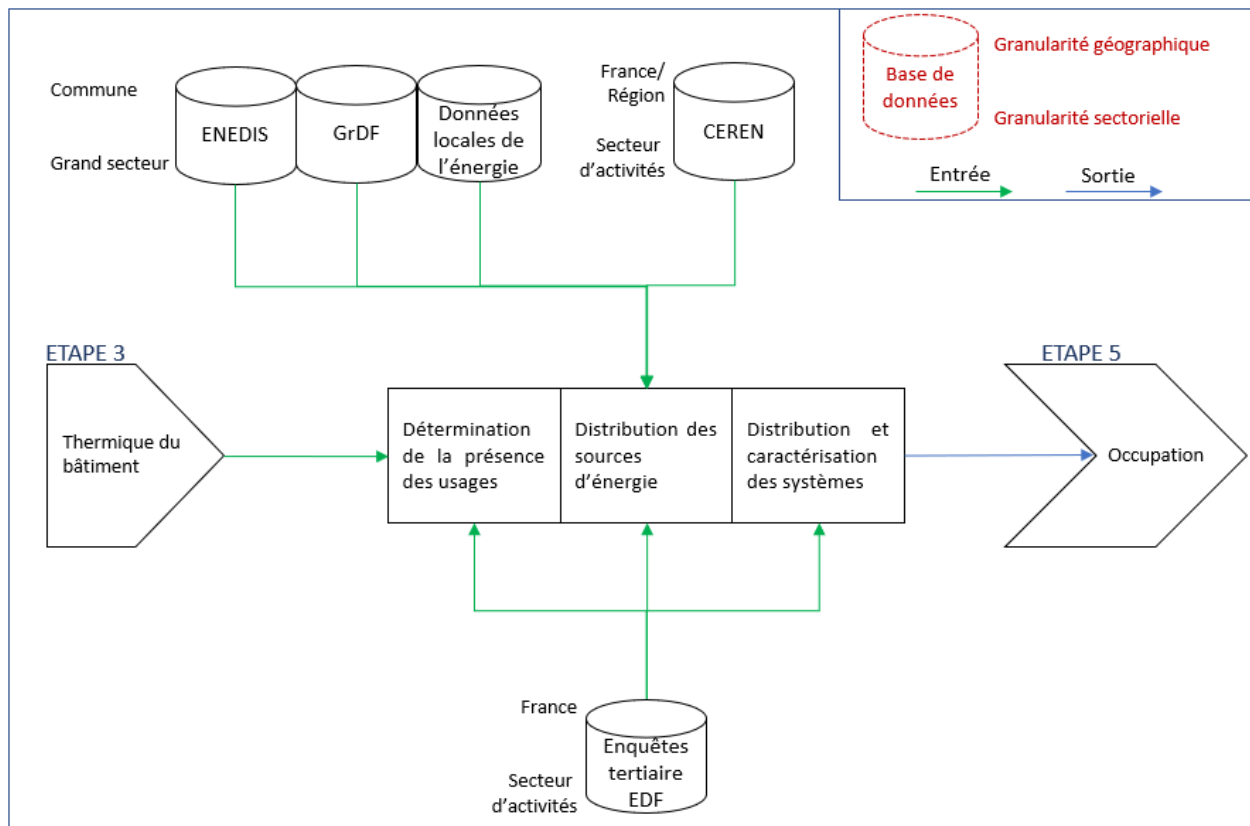 Commune
Grand secteur
ENEDIS
GrDF
Données
locales de
l’énergie
France/
Région
Secteur
d’activités
CEREN
Base de
données
Granularité géographique
Granularité sectorielle
Entrée
Sortie
ETAPE 3
Thermique du
bâtiment
Détermination
de la présence
des usages
Distribution des
sources
d’énergie
Distribution et
caractérisation
des systèmes
ETAPE 5
Occupation
France
Secteur
d’activités
Enquêtes
tertiaire
EDF